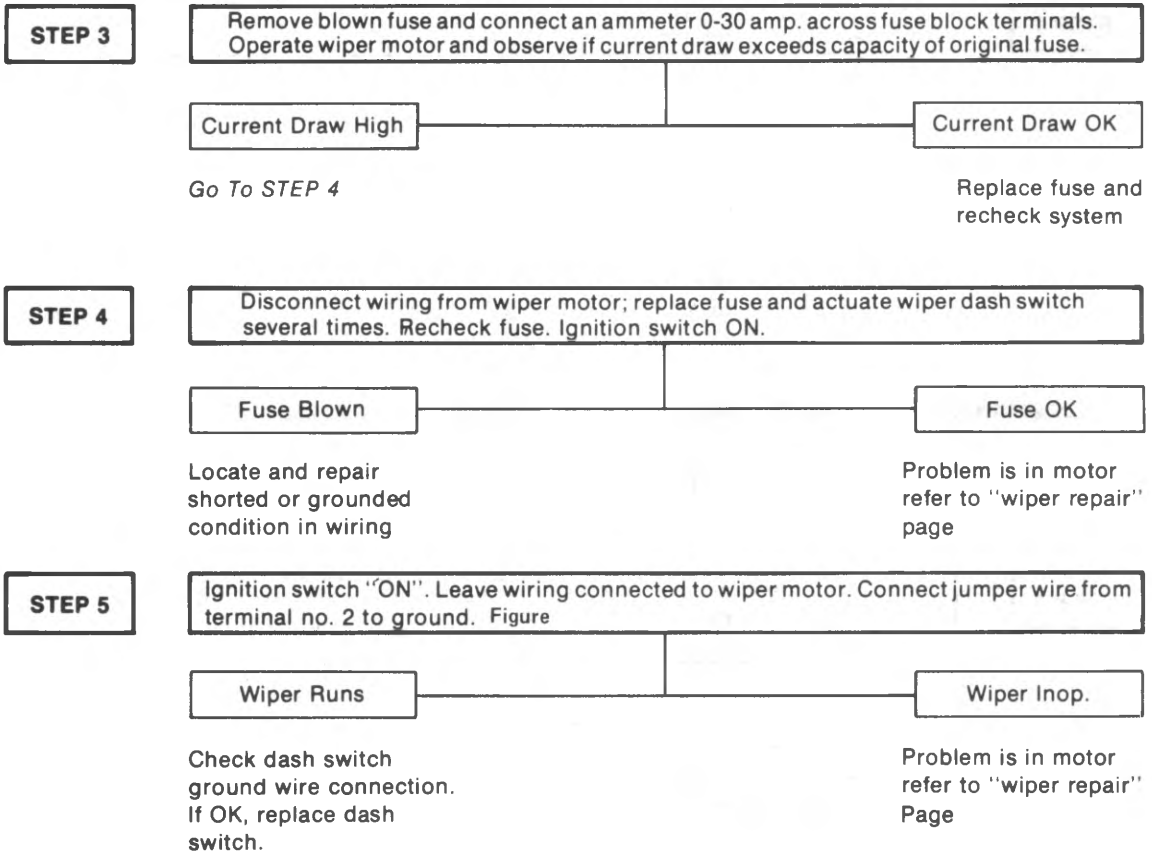 STEP 3
Remove blown fuse and connect an ammeter 0-30 amp. across fuse block terminals.
Operate wiper motor and observe if current draw exceeds capacity of original fuse.
Current Draw High
Current Draw OK
Go To STEP 4
Replace fuse and
recheck system
STEP 4
Disconnect wiring from wiper motor; replace fuse and actuate wiper dash switch
several times. Recheck fuse. Ignition switch ON.
Fuse Blown
Fuse OK
Locate and repair
shorted or grounded
condition in wiring
Problem is in motor
refer to "wiper repair"
page
STEP 5
Ignition switch "ON". Leave wiring connected to wiper motor. Connect jumper wire from
terminal no. 2 to ground. Figure
Wiper Runs
Wiper Inop.
Check dash switch
ground wire connection.
If OK, replace dash
switch.
Problem is in motor
refer to "wiper repair"
Page